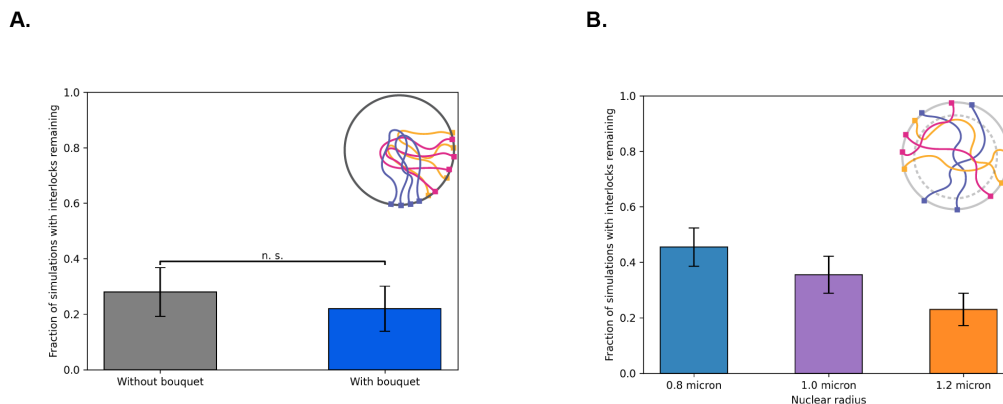 A.
Fraction of simulations with interlocks remaining
1.0
0.8
0.6
0.4
0.2
0.0
n. s.
Without bouquet
With bouquet
B.
Fraction of simulations with interlocks remaining
1.0
0.8
0.6
0.4
0.2
0.0
0.8 micron
1.0 micron
1.2 micron
Nuclear radius